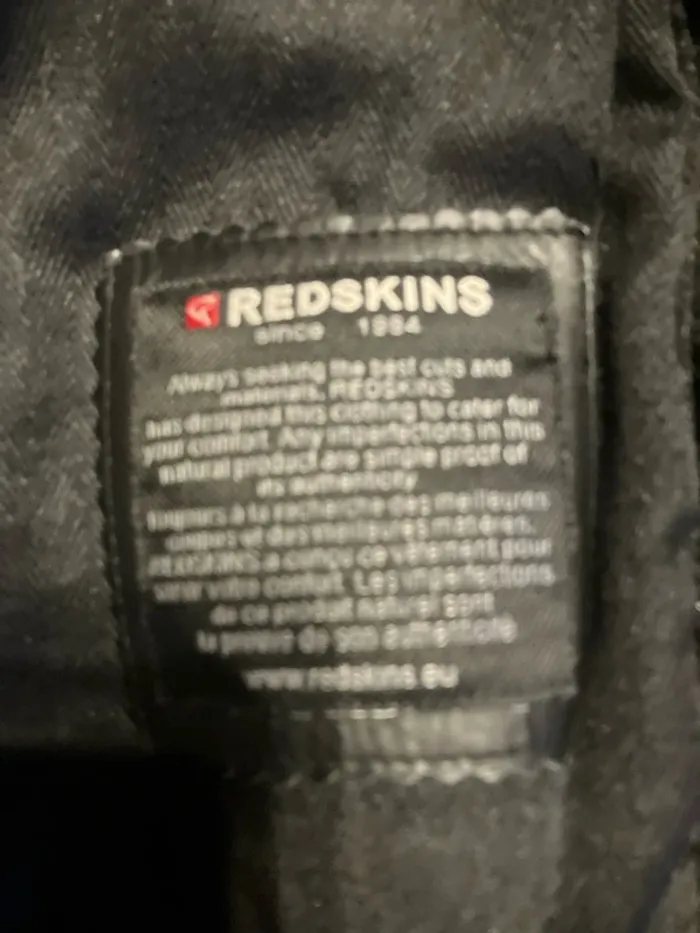 REDSKINS
since 1984
Always seeking the best cuts and
materials, REDSKINS
has designed this clothing to cater for
your comfort. Any imperfections in this
natural product are simple proof of
its authenticity
Toujours à la recherche des meilleures
coupes et des meilleures matières,
REDSKINS a conçu ce vêtement pour
votre confort. Les imperfections
de ce produit naturel sont
la preuve de son authenticité
www.redskins.eu